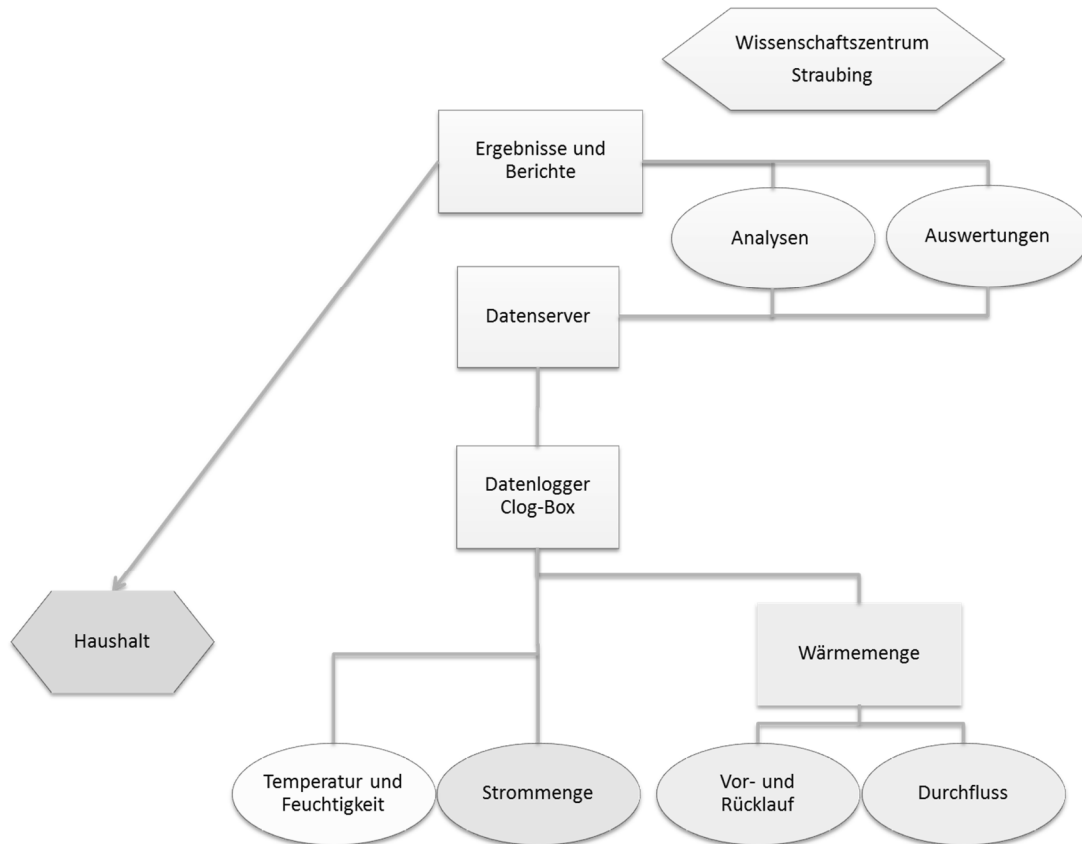 Wissenschaftszentrum
Straubing
Ergebnisse und
Berichte
Analysen
Auswertungen
Datenserver
Datenlogger
Clog-Box
Haushalt
Wärmemenge
Temperatur und
Feuchtigkeit
Strommenge
Vor- und
Rücklauf
Durchfluss